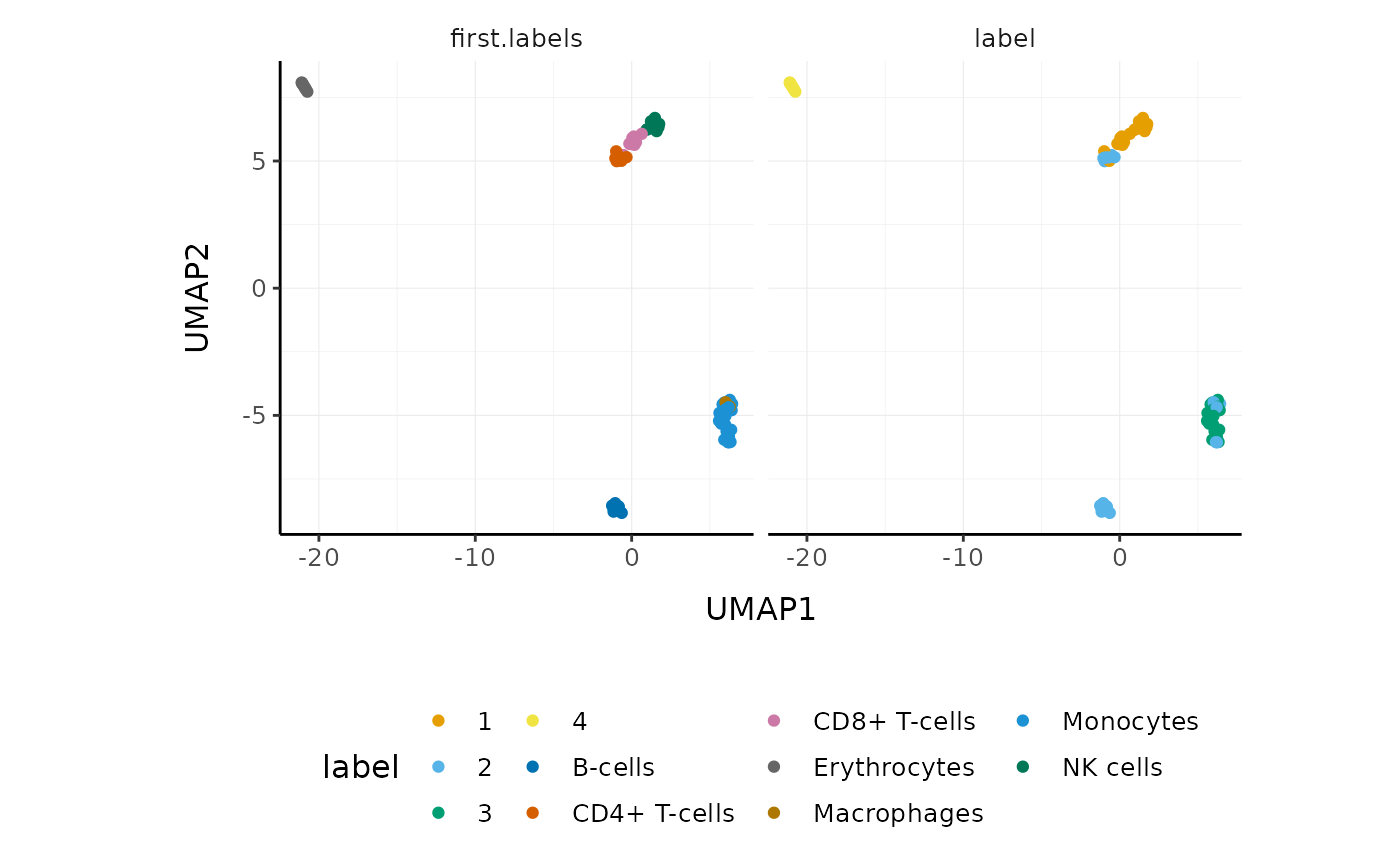 first.labels label
5
0
-5
UMAP2
-20 -10 0 -20 -10 0
UMAP1
label
1 4 CD8+ T-cells Monocytes
2 B-cells Erythrocytes NK cells
3 CD4+ T-cells Macrophages